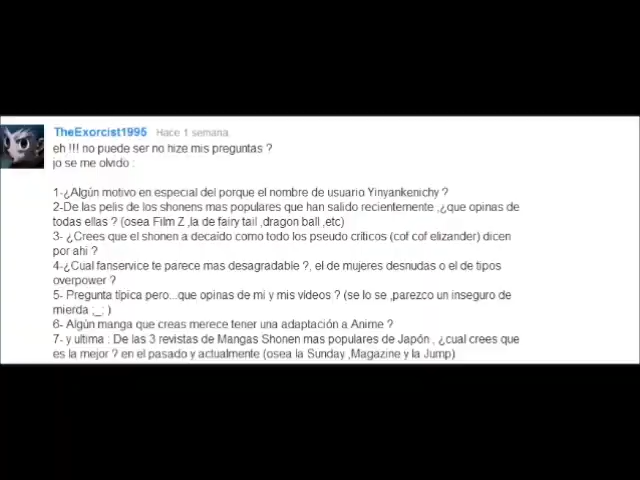 TheExorcist1995 Hace 1 semana
eh !!! no puede ser no hize mis preguntas ?
jo se me olvido :
1-¿Algún motivo en especial del porque el nombre de usuario Yinyankenichy ?
2-De las pelis de los shonens mas populares que han salido recientemente ,¿que opinas de
todas ellas ? (osea Film Z ,la de fairy tail ,dragon ball ,etc)
3- ¿Crees que el shonen a decaído como todo los pseudo críticos (cof cof elizander) dicen
por ahi ?
4-¿Cual fanservice te parece mas desagradable ?, el de mujeres desnudas o el de tipos
overpower ?
5- Pregunta típica pero...que opinas de mí y mis vídeos ? (se lo se ,parezco un inseguro de
mierda ;_; )
6- Algún manga que creas merece tener una adaptación a Anime ?
7- y ultima : De las 3 revistas de Mangas Shonen mas populares de Japón , ¿cual crees que
es la mejor ? en el pasado y actualmente (osea la Sunday ,Magazine y la Jump)